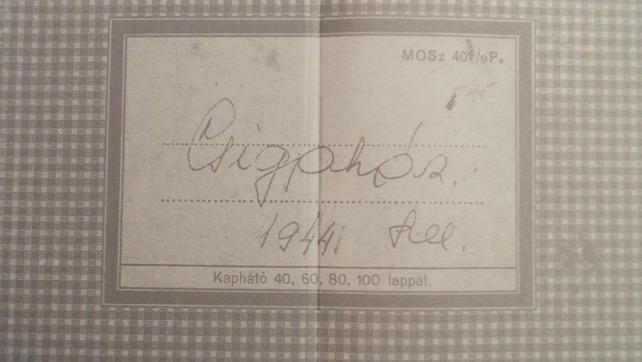 MOSz 401/eP.
Csigaház.
1944
Kapható 40, 60, 80, 100 lappal.